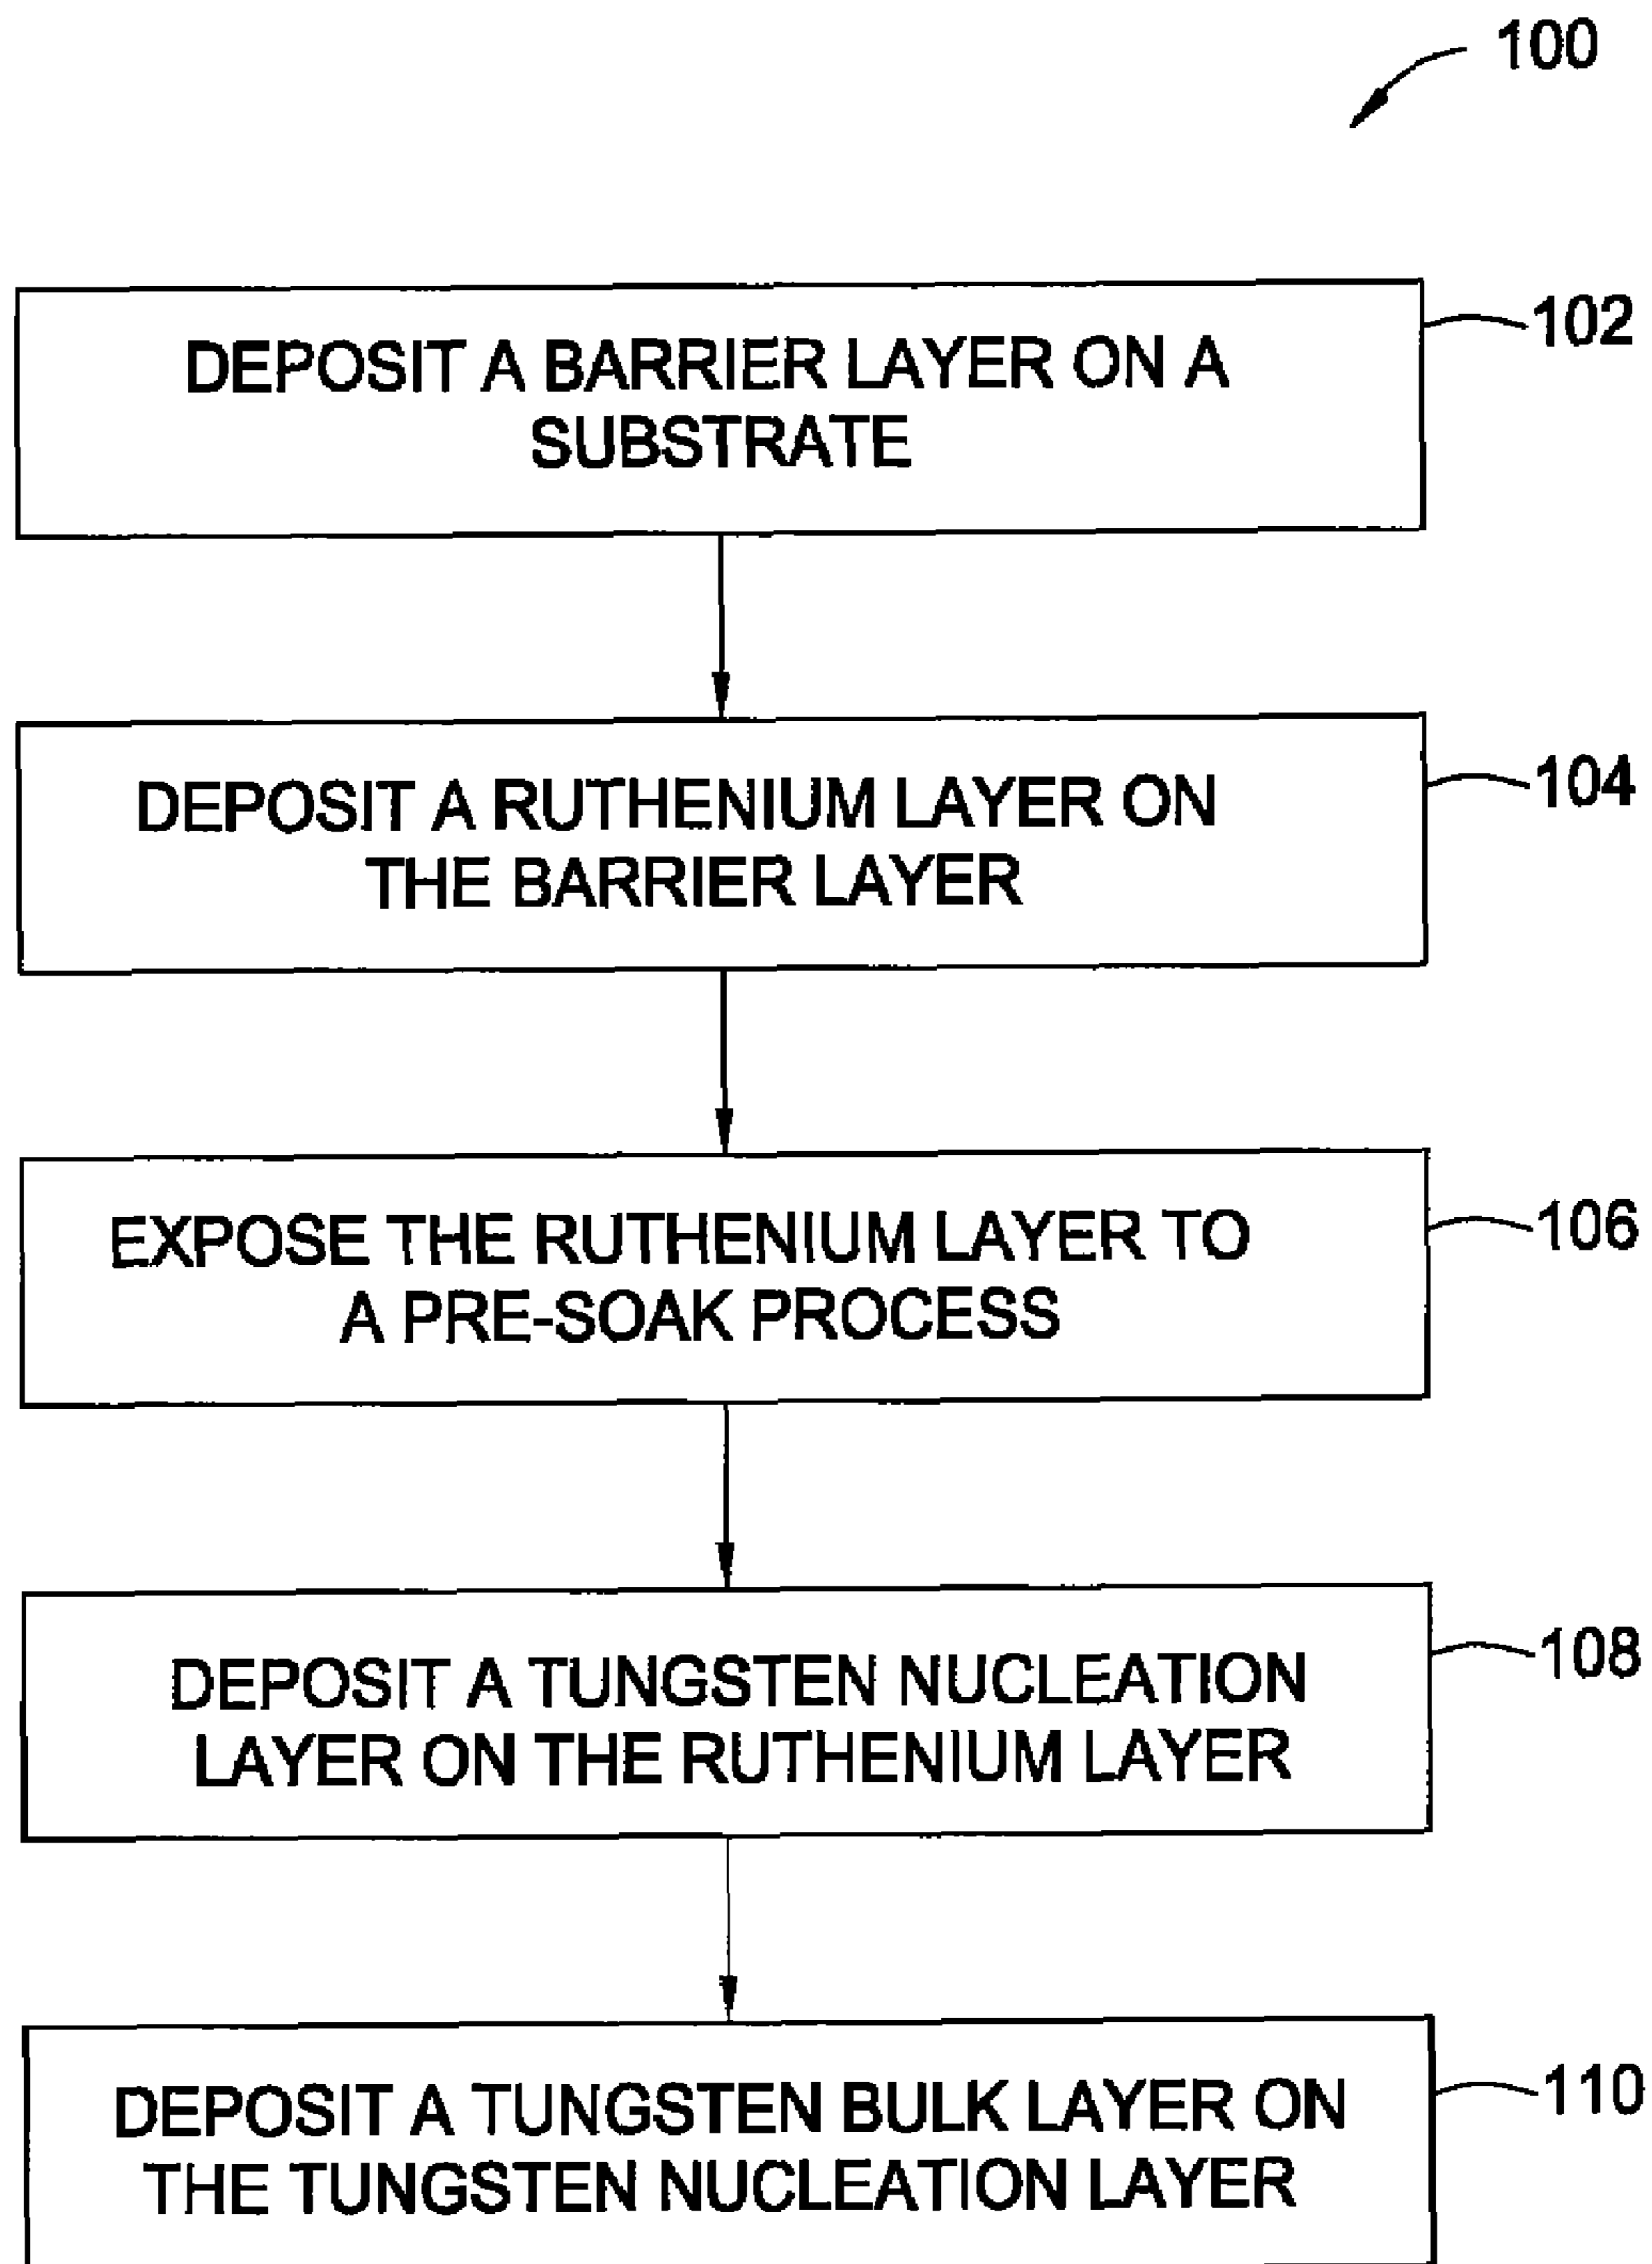 100
DEPOSIT A BARRIER LAYER ON A
SUBSTRATE
102
DEPOSIT A RUTHENIUM LAYER ON
THE BARRIER LAYER
104
EXPOSE THE RUTHENIUM LAYER TO
A PRE-SOAK PROCESS
106
DEPOSIT A TUNGSTEN NUCLEATION
LAYER ON THE RUTHENIUM LAYER
108
DEPOSIT A TUNGSTEN BULK LAYER ON
THE TUNGSTEN NUCLEATION LAYER
110